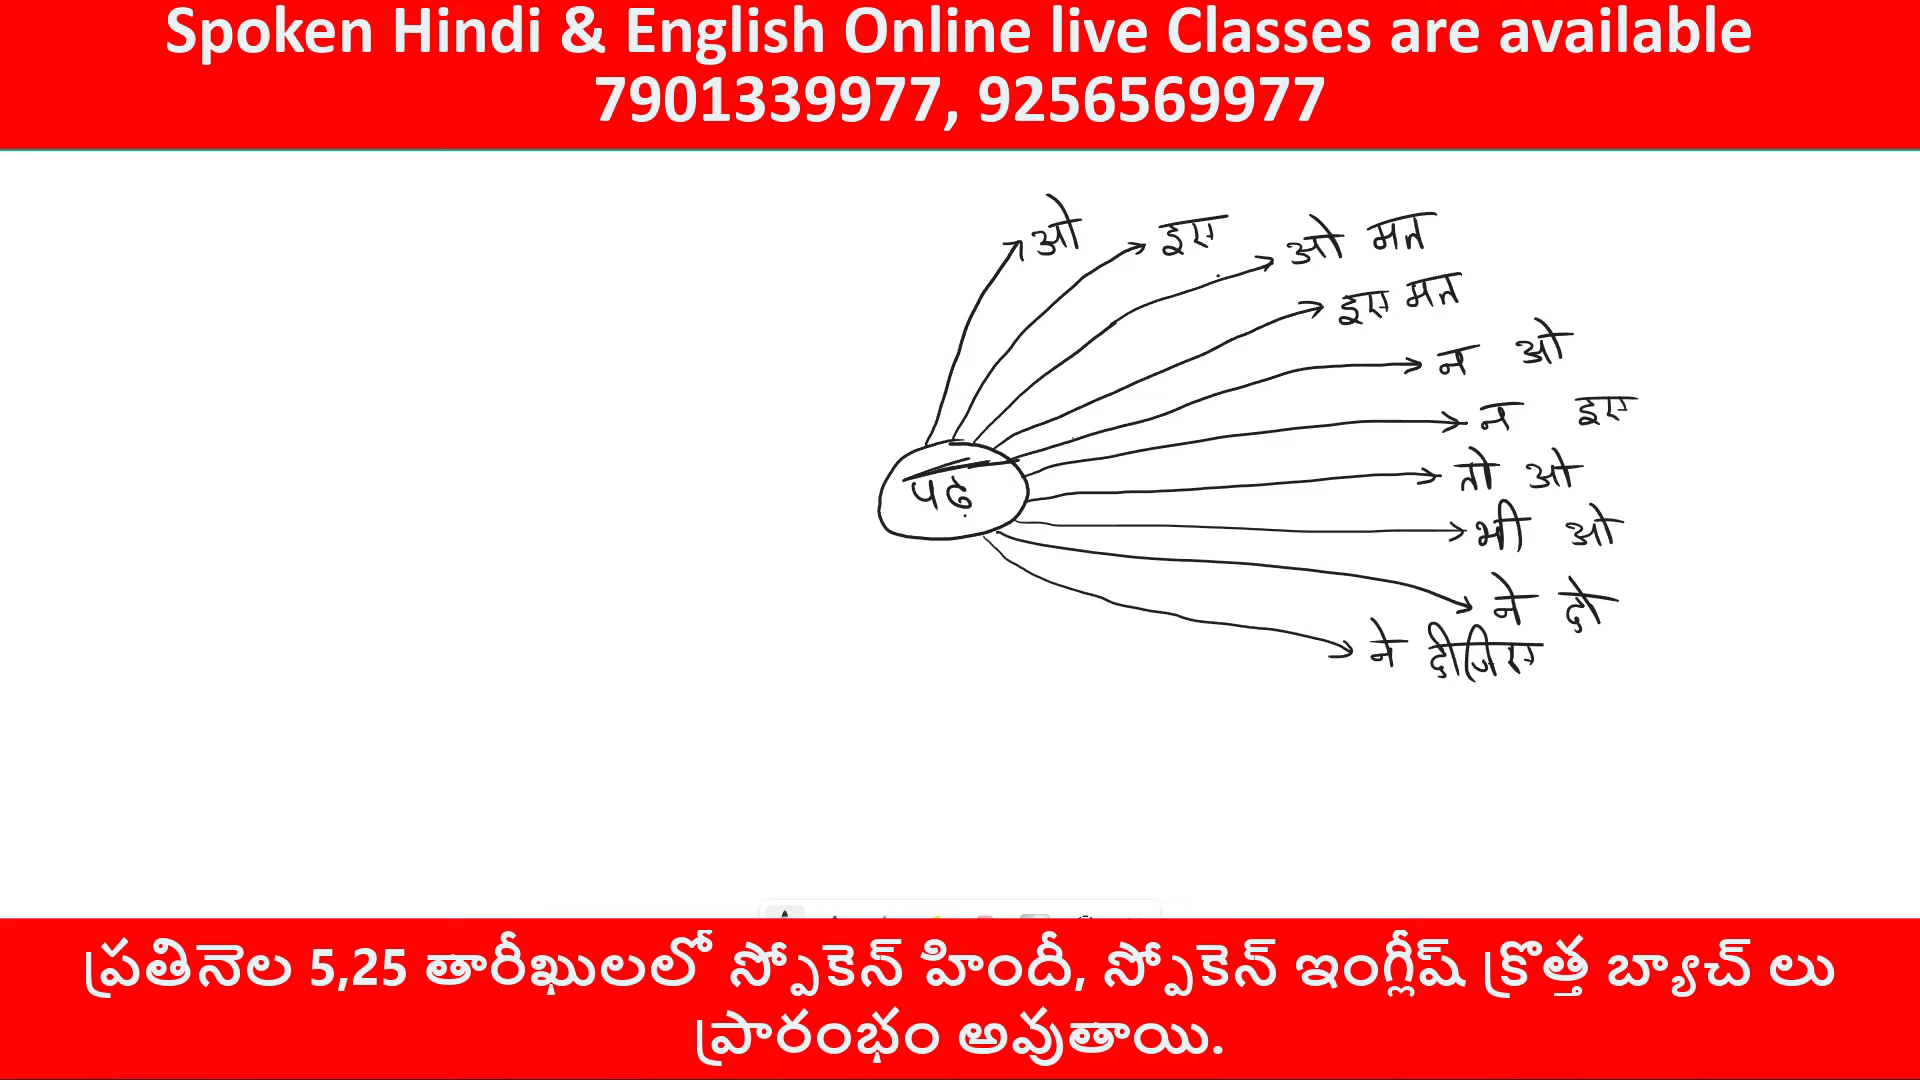 Spoken Hindi & English Online live Classes are available
7901339977, 9256569977
ओ
इए
ओ मत
इए मत
न ओ
न इए
तो ओ
भी ओ
ने दो
ने दीजिए
पढ़
ప్రతినెల 5,25 తారీఖులలో స్పోకెన్ హిందీ, స్పోకెన్ ఇంగ్లీష్ క్రొత్త బ్యాచ్ లు
ప్రారంభం అవుతాయి.